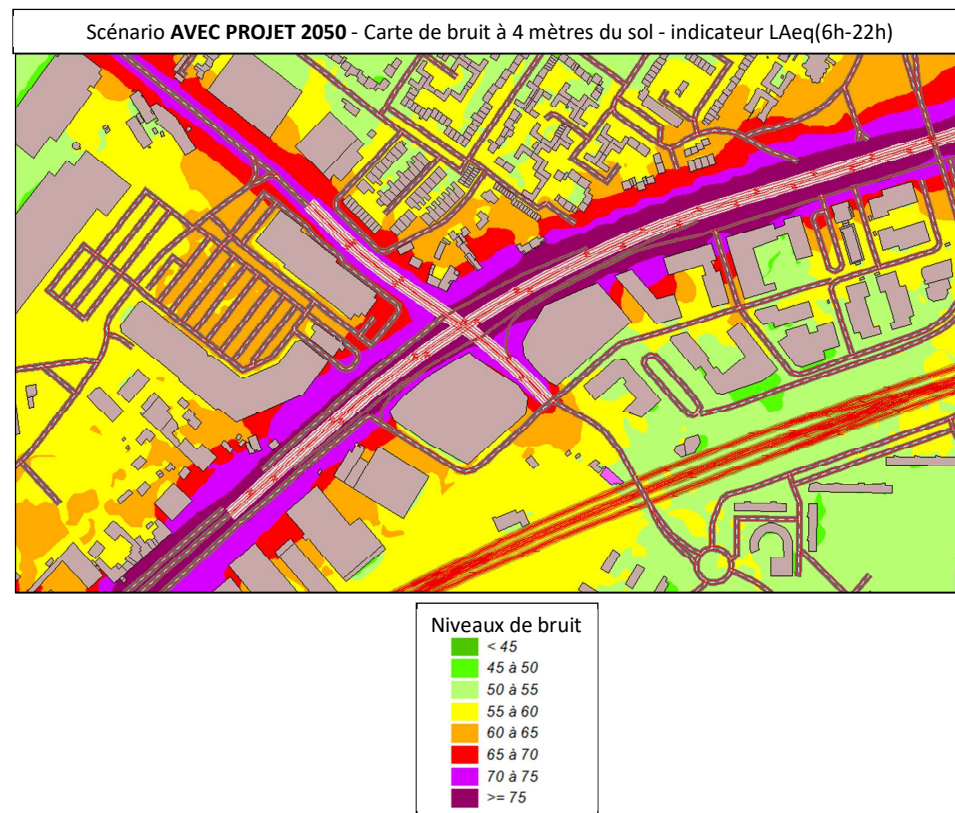 Scénario AVEC PROJET 2050 - Carte de bruit à 4 mètres du sol - indicateur LAeq(6h-22h)
Niveaux de bruit
< 45
45 à 50
50 à 55
55 à 60
60 à 65
65 à 70
70 à 75
>= 75